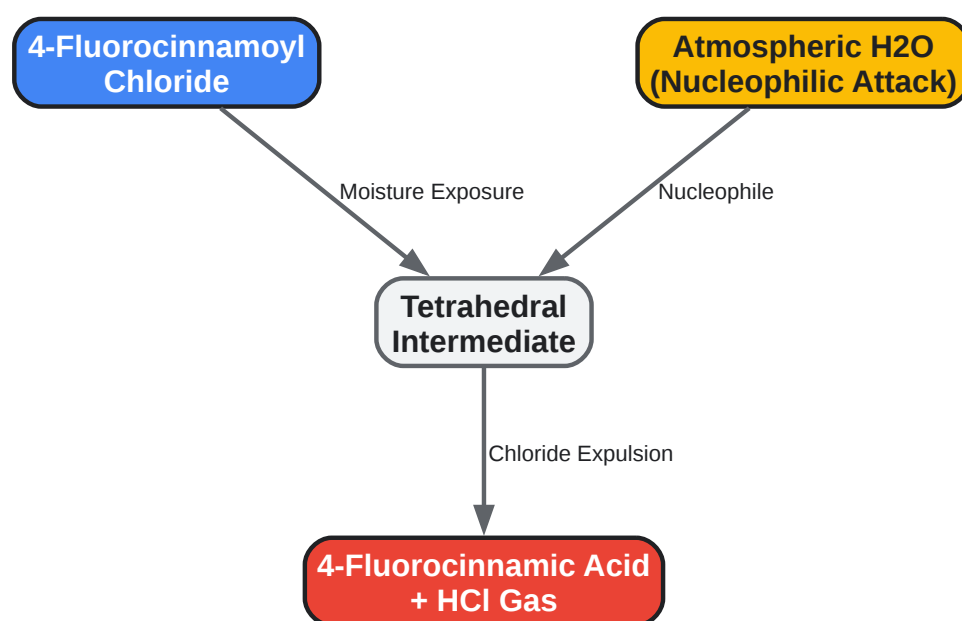 4-Fluorocinnamoyl
Chloride
Atmospheric H2O
(Nucleophilic Attack)
Moisture Exposure
Nucleophile
Tetrahedral
Intermediate
Chloride Expulsion
4-Fluorocinnamic Acid
+ HCl Gas